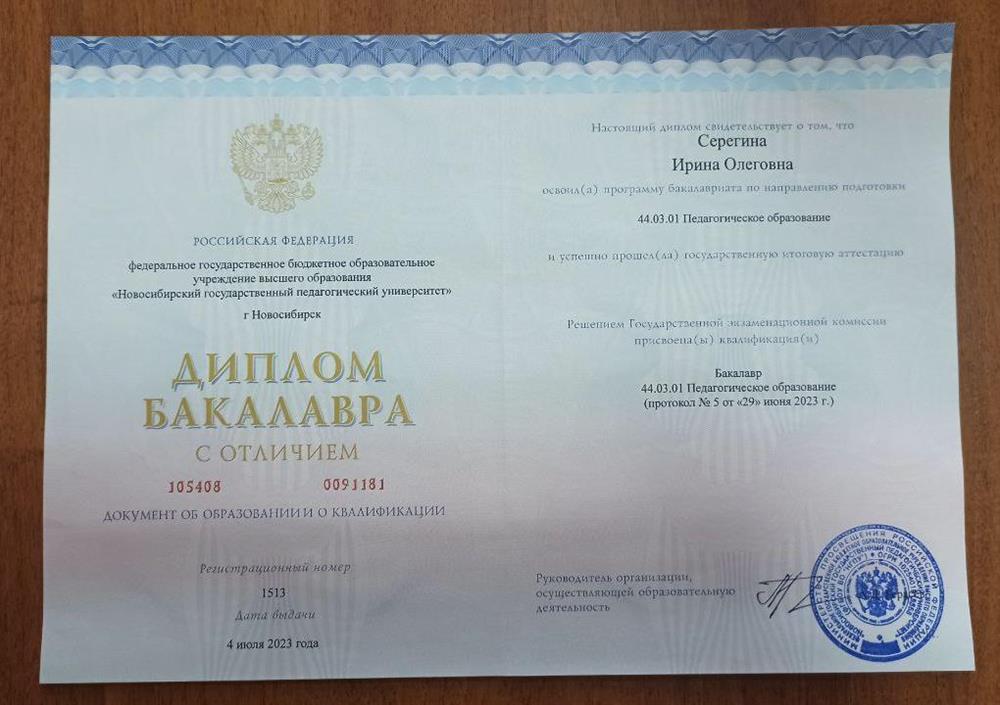 РОССИЙСКАЯ ФЕДЕРАЦИЯ
федеральное государственное бюджетное образовательное
учреждение высшего образования
«Новосибирский государственный педагогический университет»
г Новосибирск
ДИПЛОМ
БАКАЛАВРА
С ОТЛИЧИЕМ
105408 0091181
ДОКУМЕНТ ОБ ОБРАЗОВАНИИ И О КВАЛИФИКАЦИИ
Регистрационный номер
1513
Дата выдачи
4 июля 2023 года
Настоящий диплом свидетельствует о том, что
Серегина
Ирина Олеговна
освоил(а) программу бакалавриата по направлению подготовки
44.03.01 Педагогическое образование
и успешно прошел(ла) государственную итоговую аттестацию
Решением Государственной экзаменационной комиссии
присвоена(ы) квалификация(и)
Бакалавр
44.03.01 Педагогическое образование
(протокол № 5 от «29» июня 2023 г.)
Руководитель организации,
осуществляющей образовательную
деятельность
МИНИСТЕРСТВО ПРОСВЕЩЕНИЯ РОССИЙСКОЙ ФЕДЕРАЦИИ